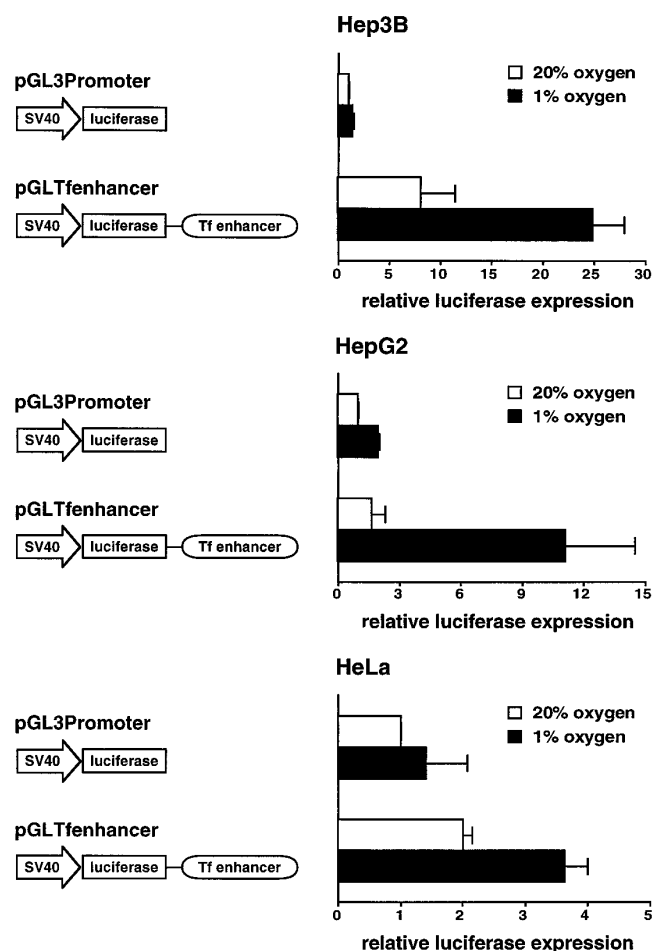 Hep3B
pGL3Promoter
SV40 luciferase
20% oxygen
1% oxygen
pGLTfenhancer
SV40 luciferase Tf enhancer
0 5 10 15 20 25 30
relative luciferase expression
HepG2
pGL3Promoter
SV40 luciferase
20% oxygen
1% oxygen
pGLTfenhancer
SV40 luciferase Tf enhancer
0 3 6 9 12 15
relative luciferase expression
HeLa
pGL3Promoter
SV40 luciferase
20% oxygen
1% oxygen
pGLTfenhancer
SV40 luciferase Tf enhancer
0 1 2 3 4 5
relative luciferase expression